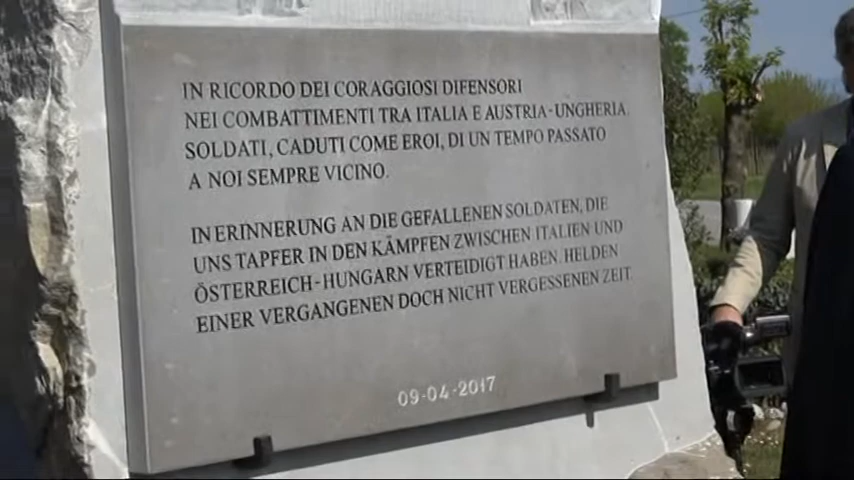 IN RICORDO DEI CORAGGIOSI DIFENSORI
NEI COMBATTIMENTI TRA ITALIA E AUSTRIA-UNGHERIA.
SOLDATI, CADUTI COME EROI, DI UN TEMPO PASSATO
A NOI SEMPRE VICINO.
IN ERINNERUNG AN DIE GEFALLENEN SOLDATEN, DIE
UNS TAPFER IN DEN KÄMPFEN ZWISCHEN ITALIEN UND
ÖSTERREICH-HUNGARN VERTEIDIGT HABEN. HELDEN
EINER VERGANGENEN DOCH NICHT VERGESSENEN ZEIT.
09-04-2017